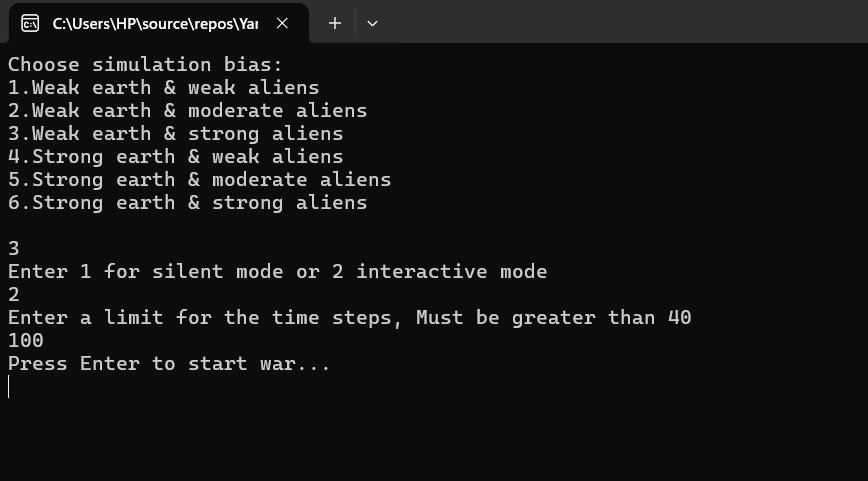 C:\Users\HP\source\repos\Yar
Choose simulation bias:
1.Weak earth & weak aliens
2.Weak earth & moderate aliens
3.Weak earth & strong aliens
4.Strong earth & weak aliens
5.Strong earth & moderate aliens
6.Strong earth & strong aliens
3
Enter 1 for silent mode or 2 interactive mode
2
Enter a limit for the time steps, Must be greater than 40
100
Press Enter to start war...